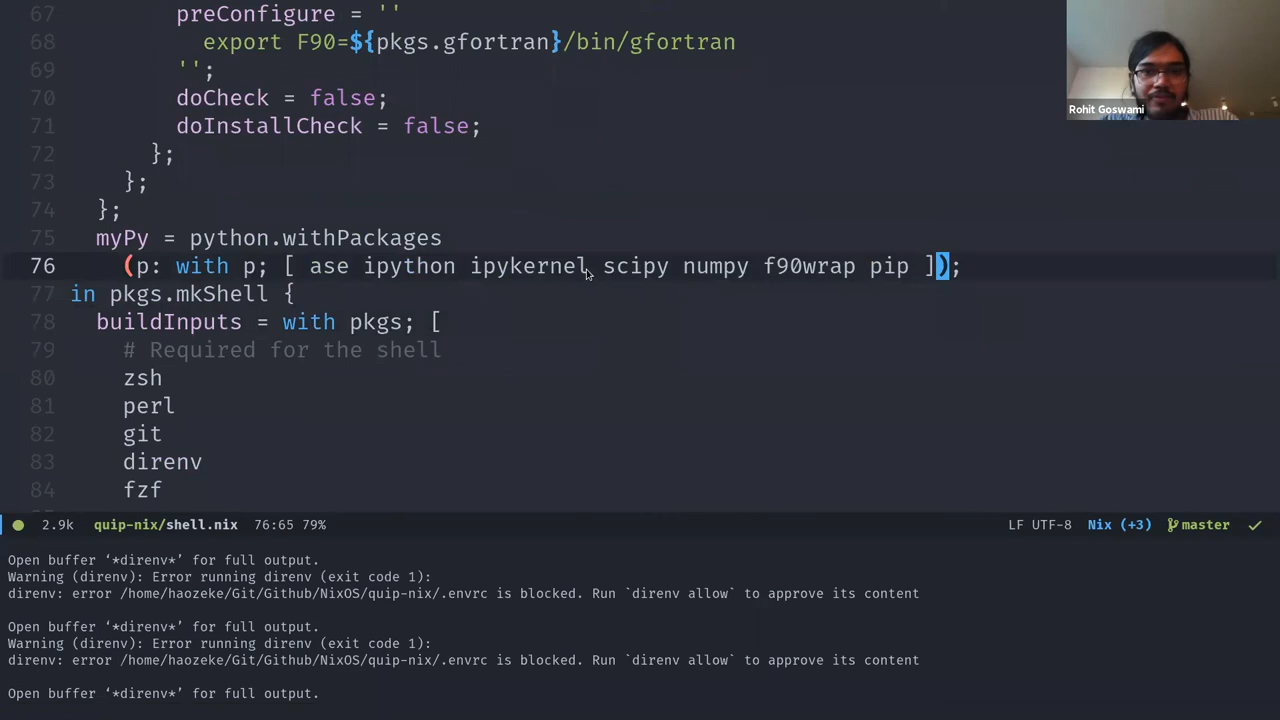 67 preConfigure = ''
68 export F90=${pkgs.gfortran}/bin/gfortran
69 '';
70 doCheck = false;
71 doInstallCheck = false;
72 };
73 };
74 };
75 myPy = python.withPackages
76 (p: with p; [ ase ipython ipykernel scipy numpy f90wrap pip ]);
77 in pkgs.mkShell {
78 buildInputs = with pkgs; [
79 # Required for the shell
80 zsh
81 perl
82 git
83 direnv
84 fzf
Rohit Goswami
2.9k quip-nix/shell.nix 76:65 79% LF UTF-8 Nix (+3) master
Open buffer ‘*direnv*’ for full output.
Warning (direnv): Error running direnv (exit code 1):
direnv: error /home/haozeke/Git/Github/NixOS/quip-nix/.envrc is blocked. Run `direnv allow` to approve its content
Open buffer ‘*direnv*’ for full output.
Warning (direnv): Error running direnv (exit code 1):
direnv: error /home/haozeke/Git/Github/NixOS/quip-nix/.envrc is blocked. Run `direnv allow` to approve its content
Open buffer ‘*direnv*’ for full output.